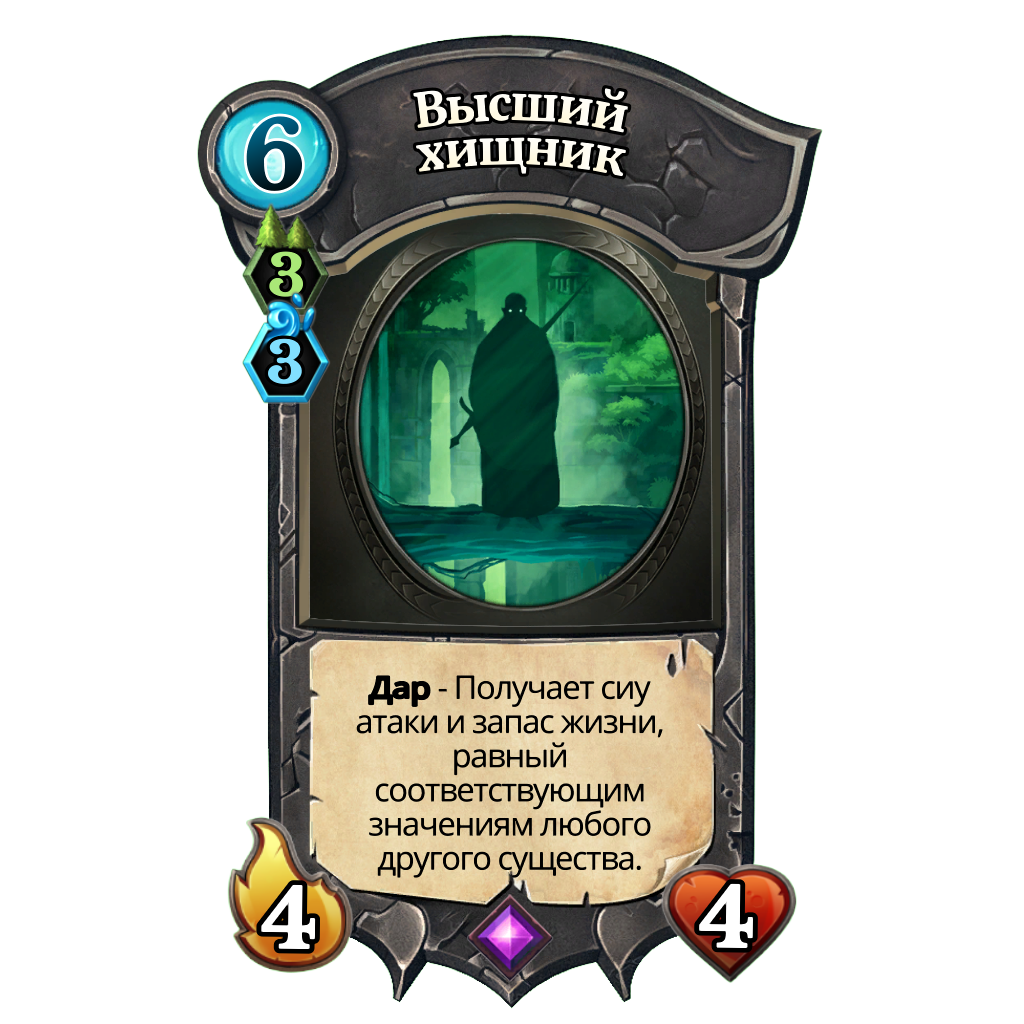 Высший
хищник
6
3
3
Дар - Получает сиу
атаки и запас жизни,
равный
соответствующим
значениям любого
другого существа.
4
4